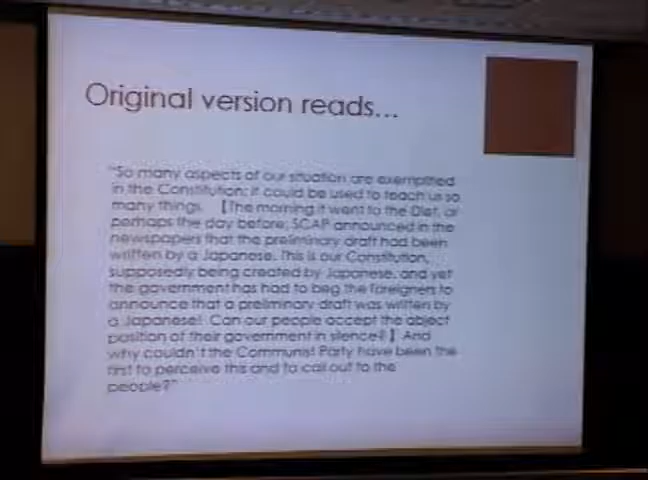 Original version reads...
"So many aspects of our situation are exemplified
in the Constitution; it could be used to teach us so
many things. 【The morning it went to the Diet, or
perhaps the day before, SCAP announced in the
newspapers that the preliminary draft had been
written by a Japanese. This is our Constitution,
supposedly being created by Japanese, and yet
the government has had to beg the foreigners to
announce that a preliminary draft was written by
a Japanese! Can our people accept the abject
position of their government in silence?】 And
why couldn't the Communist Party have been the
first to perceive this and to call out to the
people?"